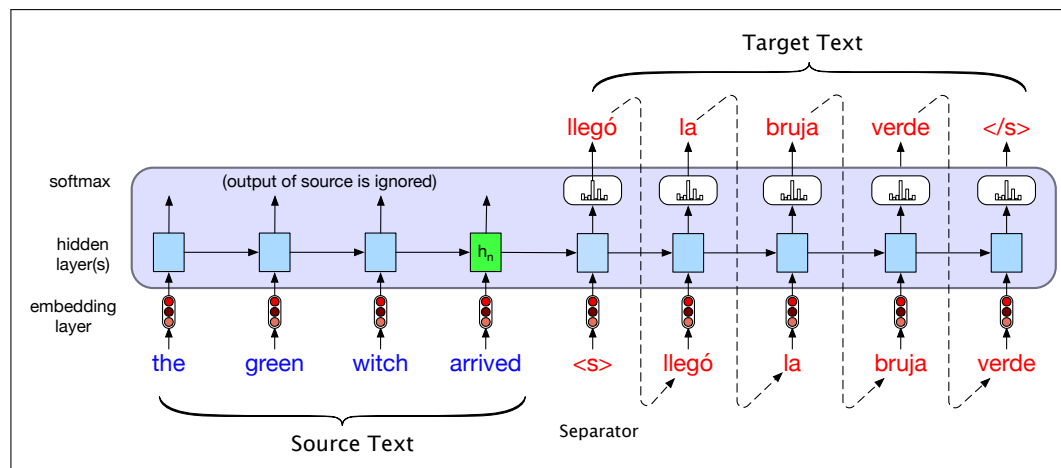 Target Text
llegó la bruja verde </s>
softmax (output of source is ignored)
hidden layer(s) hₙ
embedding layer
the green witch arrived <s> llegó la bruja verde
Separator
Source Text